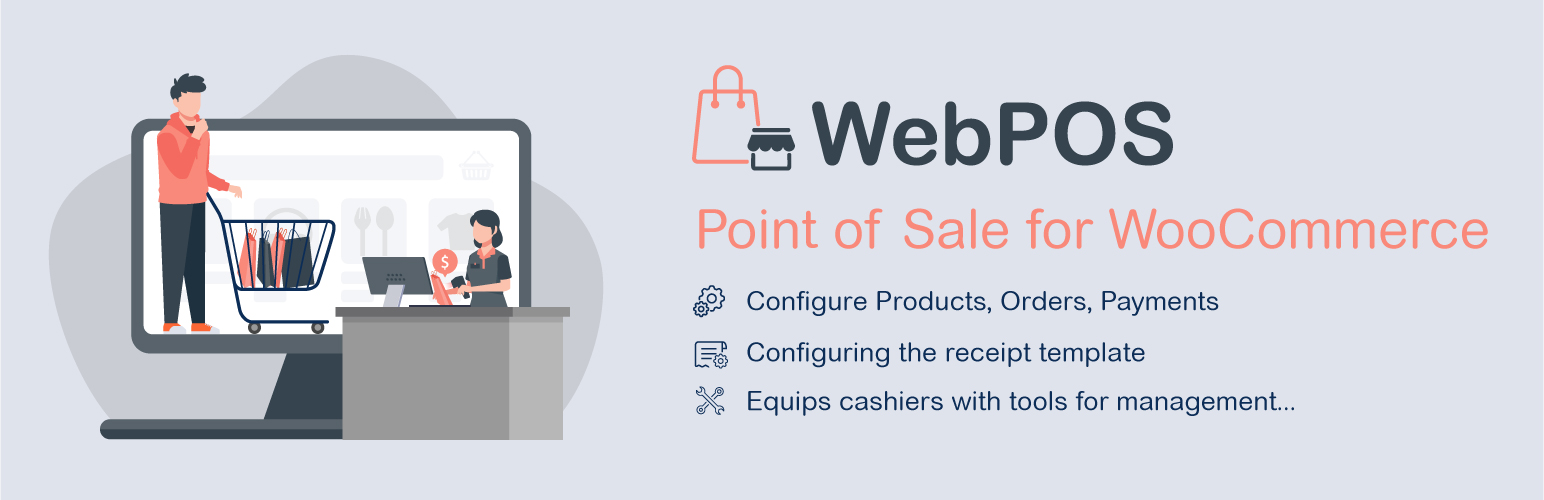 WebPOS
Point of Sale for WooCommerce
Configure Products, Orders, Payments
Configuring the receipt template
Equips cashiers with tools for management...
$